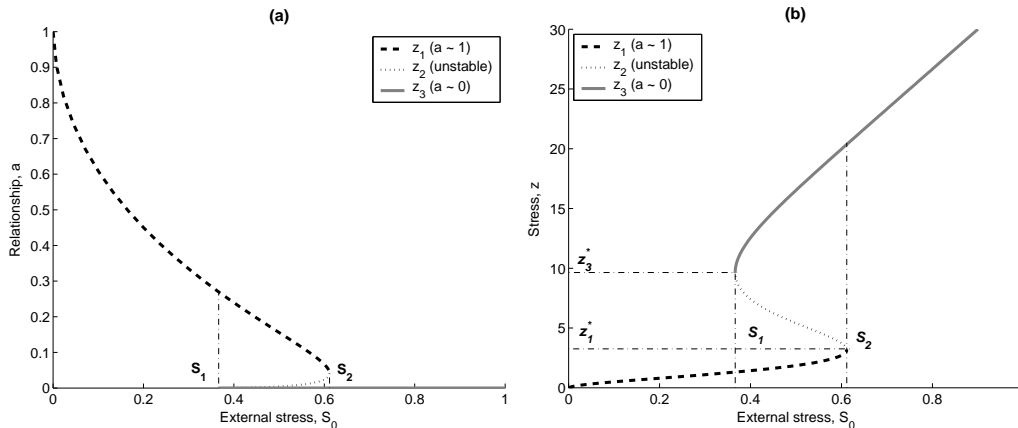 (a)
1
0.9
0.8
0.7
0.6
0.5
0.4
0.3
0.2
0.1
0
Relationship, a
z1 (a ~ 1)
z2 (unstable)
z3 (a ~ 0)
S1
S2
0
0.2
0.4
0.6
0.8
1
External stress, S0
(b)
30
25
20
15
10
5
0
Stress, z
z1 (a ~ 1)
z2 (unstable)
z3 (a ~ 0)
z3*
z1*
S1
S2
0
0.2
0.4
0.6
0.8
External stress, S0